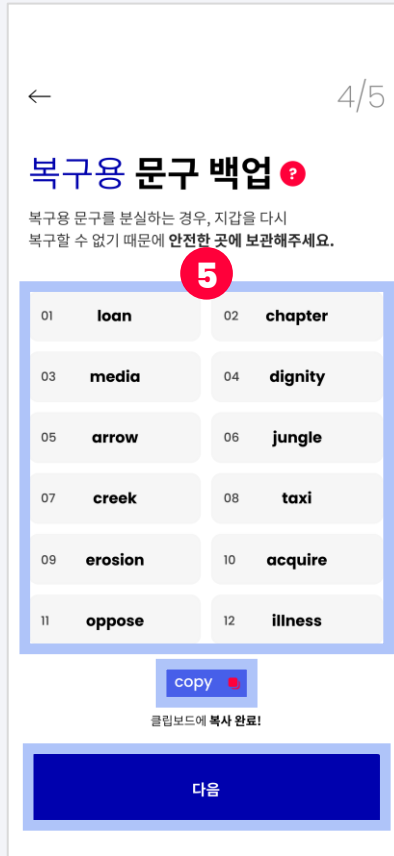 ← 4/5
복구용 문구 백업 ?
복구용 문구를 분실하는 경우, 지갑을 다시
복구할 수 없기 때문에 안전한 곳에 보관해주세요.
5
01 loan 02 chapter
03 media 04 dignity
05 arrow 06 jungle
07 creek 08 taxi
09 erosion 10 acquire
11 oppose 12 illness
copy
클립보드에 복사 완료!
다음